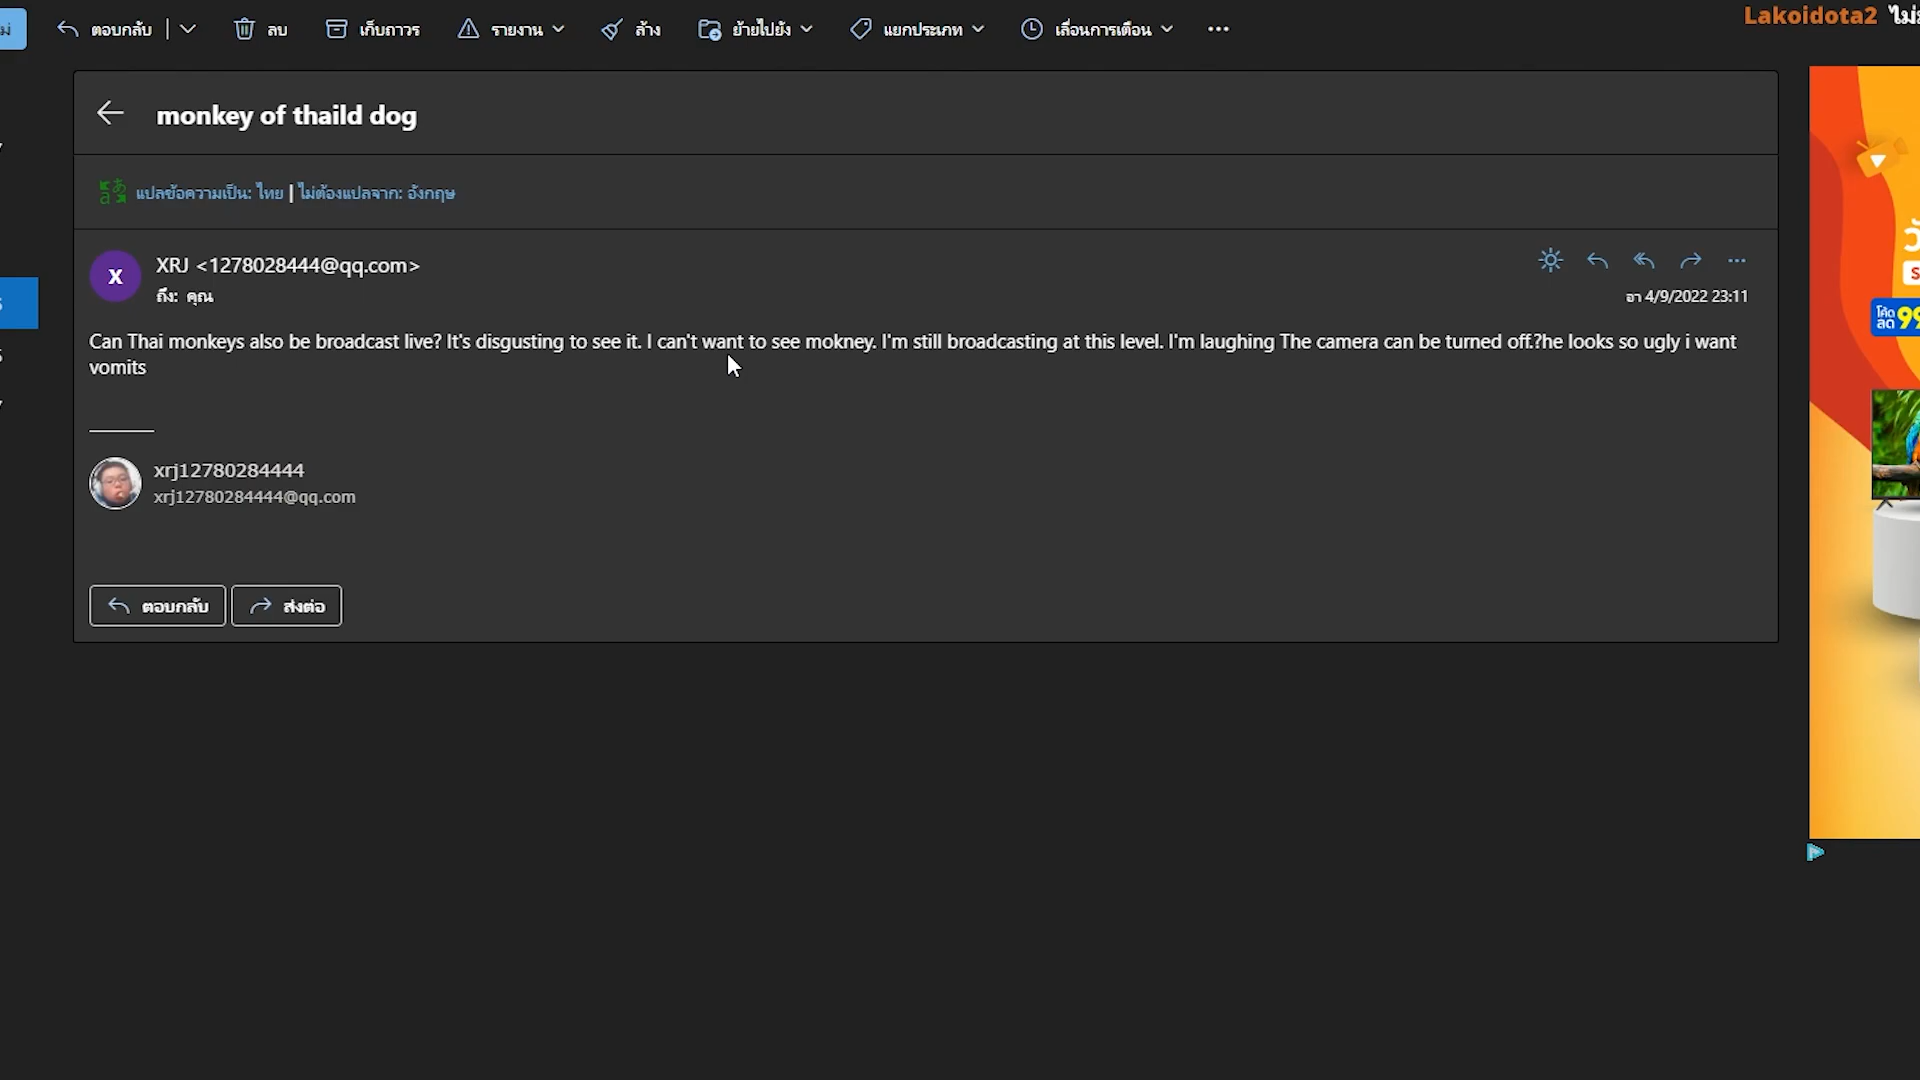 Lakoidota2
ตอบกลับ ลบ เก็บถาวร รายงาน ล้าง ย้ายไปยัง แยกประเภท เลื่อนการเตือน
monkey of thaild dog
แปลข้อความเป็น: ไทย | ไม่ต้องแปลจาก: อังกฤษ
X
XRJ <1278028444@qq.com>
ถึง: คุณ
อา 4/9/2022 23:11
Can Thai monkeys also be broadcast live? It's disgusting to see it. I can't want to see mokney. I'm still broadcasting at this level. I'm laughing The camera can be turned off.?he looks so ugly i want
vomits
xrj12780284444
xrj12780284444@qq.com
ตอบกลับ ส่งต่อ
โค้ด
ลด